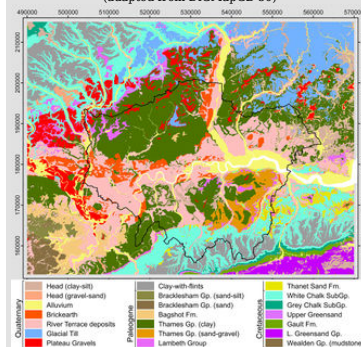 490000 500000 510000 520000 530000 540000 550000 560000 57000
210000
200000
190000
180000
170000
160000
Quaternary
Head (clay-silt)
Head (gravel-sand)
Alluvium
Brickearth
River Terrace deposits
Glacial Till
Plateau Gravels
Paleogene
Clay-with-flints
Bracklesham Gp. (sand-silt)
Bracklesham Gp. (sand)
Bagshot Fm.
Thames Gp. (clay)
Thames Gp. (sand-gravel)
Lambeth Group
Cretaceous
Thanet Sand Fm.
White Chalk SubGp.
Grey Chalk SubGp.
Upper Greensand
Gault Fm.
L. Greensand Gp.
Wealden Gp. (mudstone